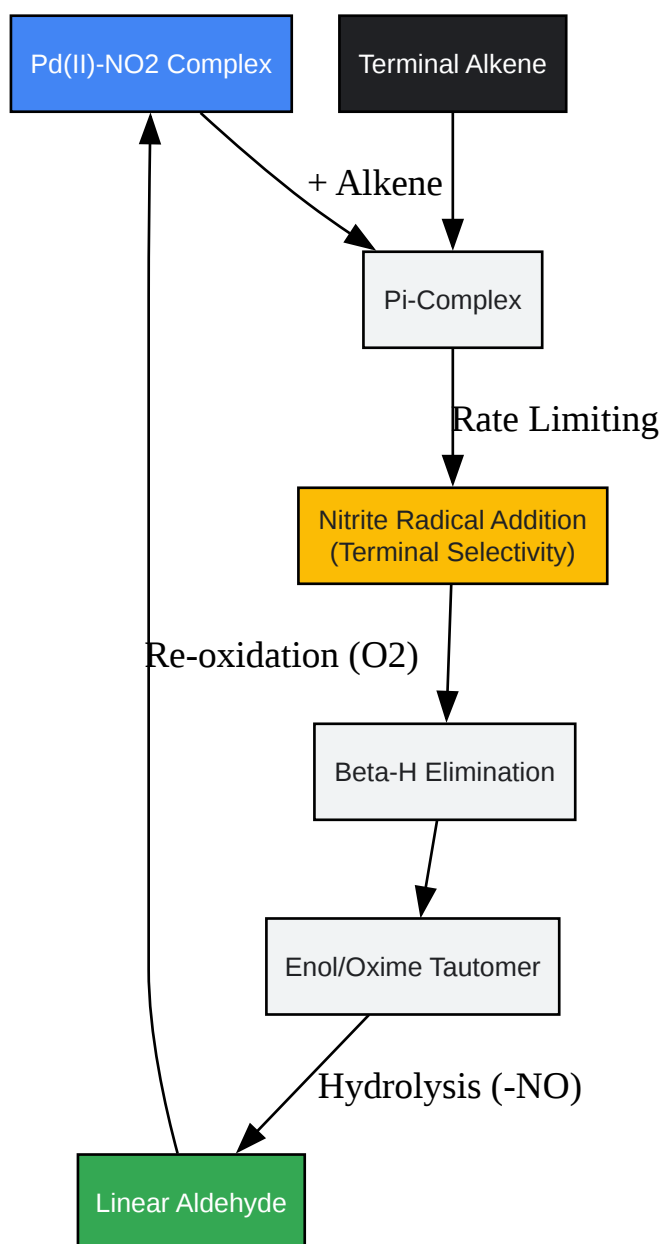 Pd(II)-NO2 Complex
Terminal Alkene
+ Alkene
Pi-Complex
Rate Limiting
Nitrite Radical Addition
(Terminal Selectivity)
Re-oxidation (O2)
Beta-H Elimination
Enol/Oxime Tautomer
Hydrolysis (-NO)
Linear Aldehyde